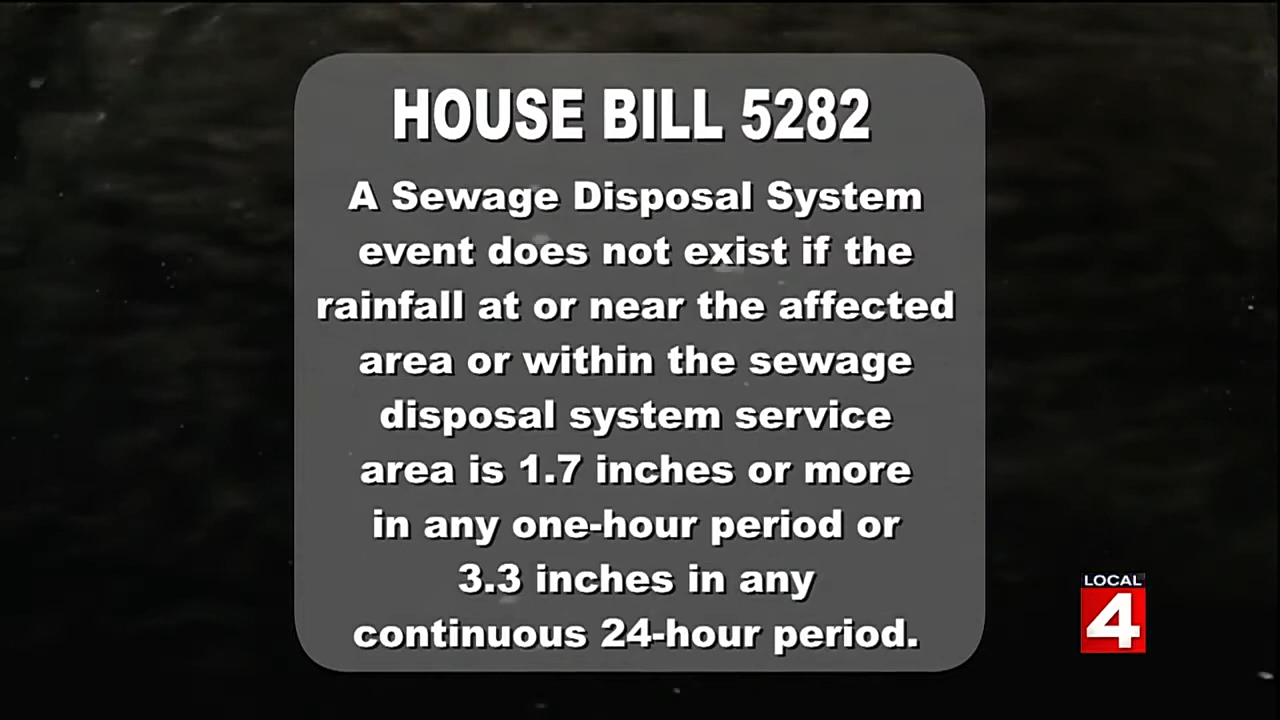 HOUSE BILL 5282
A Sewage Disposal System
event does not exist if the
rainfall at or near the affected
area or within the sewage
disposal system service
area is 1.7 inches or more
in any one-hour period or
3.3 inches in any
continuous 24-hour period.
LOCAL
4